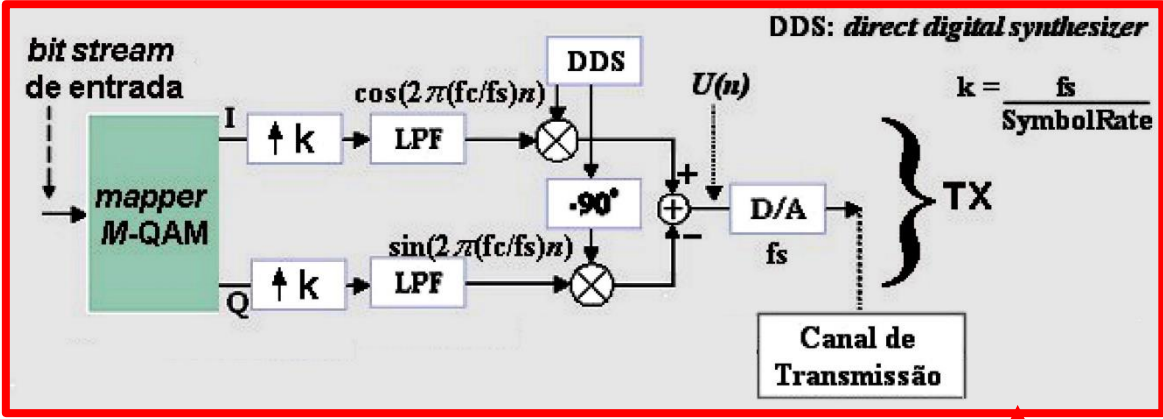 DDS: direct digital synthesizer
bit stream
de entrada
DDS
cos(2π(fc/fs)n)
U(n)
k = fs
SymbolRate
I
↑k
LPF
mapper
M-QAM
-90°
+
D/A
fs
TX
−
sin(2π(fc/fs)n)
Q
↑k
LPF
Canal de
Transmissão